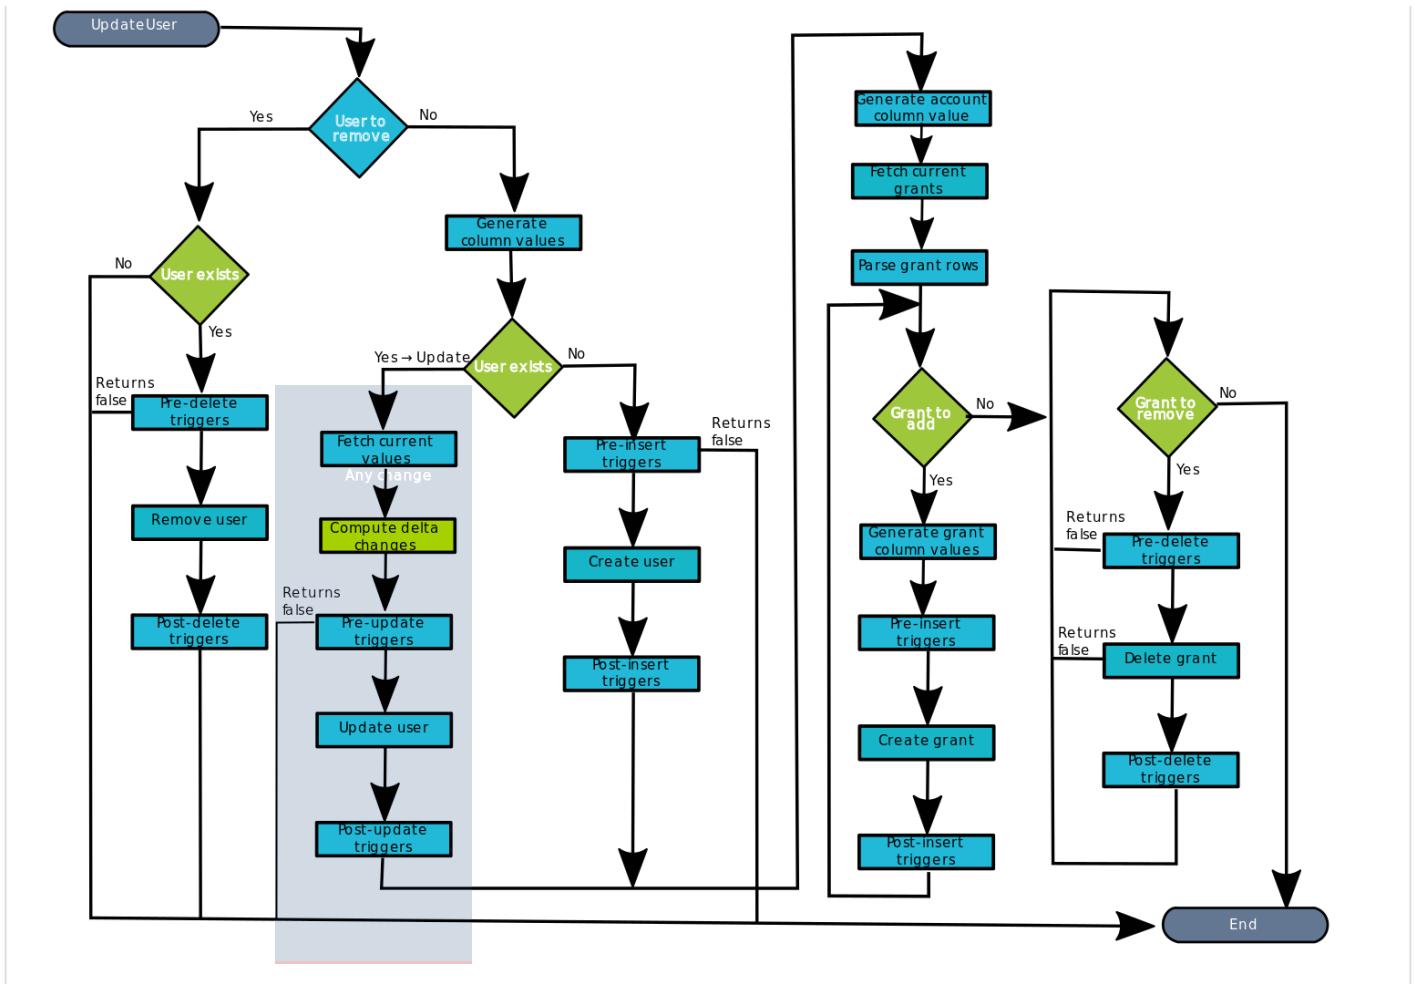 UpdateUser
User to
remove
Yes
No
User exists
No
Yes
Returns
false
Pre-delete
triggers
Remove user
Post-delete
triggers
Generate
column values
User exists
Yes → Update
No
Fetch current
values
Any change
Compute delta
changes
Returns
false
Pre-update
triggers
Update user
Post-update
triggers
Pre-insert
triggers
Returns
false
Create user
Post-insert
triggers
Generate account
column value
Fetch current
grants
Parse grant rows
Grant to
add
No
Yes
Generate grant
column values
Pre-insert
triggers
Create grant
Post-insert
triggers
Grant to
remove
No
Yes
Returns
false
Pre-delete
triggers
Returns
false
Delete grant
Post-delete
triggers
End